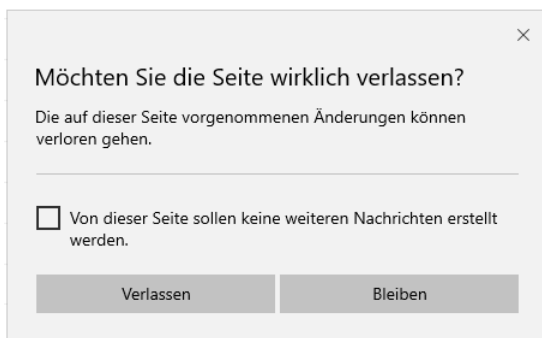 Möchten Sie die Seite wirklich verlassen?
Die auf dieser Seite vorgenommenen Änderungen können
verloren gehen.
Von dieser Seite sollen keine weiteren Nachrichten erstellt
werden.
Verlassen
Bleiben